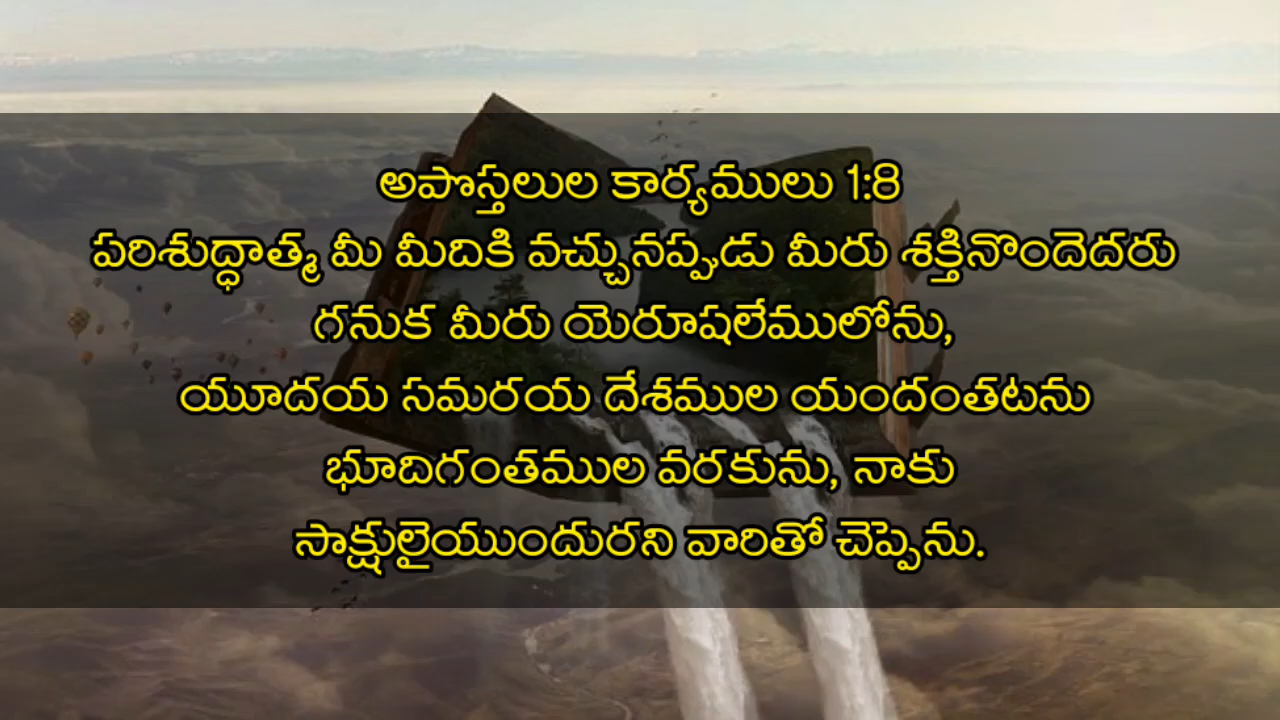 అపొస్తలుల కార్యములు 1:8
పరిశుద్ధాత్మ మీ మీదికి వచ్చునప్పుడు మీరు శక్తినొందెదరు
గనుక మీరు యెరూషలేములోను,
యూదయ సమరయ దేశముల యందంతటను
భూదిగంతముల వరకును, నాకు
సాక్షులైయుందురని వారితో చెప్పెను.